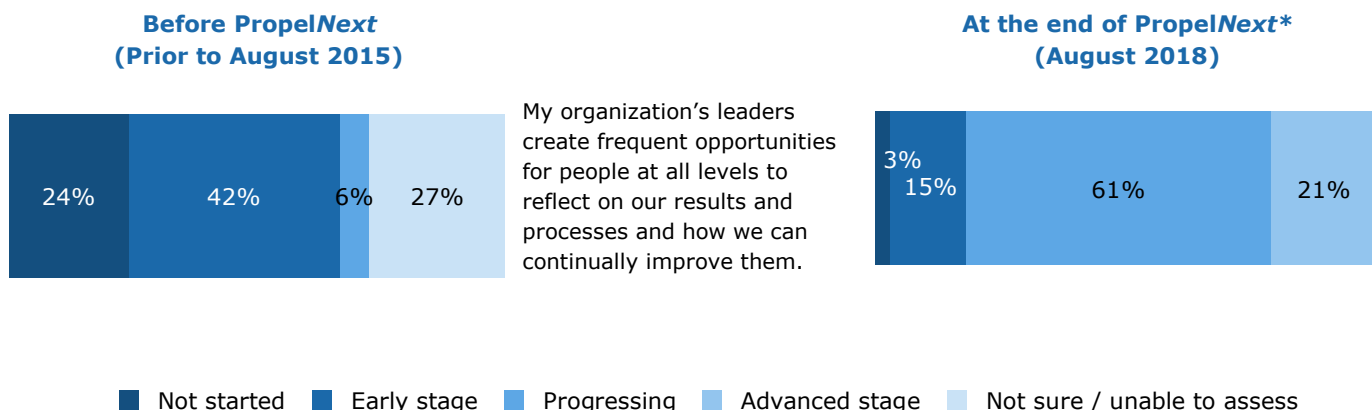 Before PropelNext
(Prior to August 2015)
At the end of PropelNext*
(August 2018)
24%
42%
6%
27%
My organization’s leaders
create frequent opportunities
for people at all levels to
reflect on our results and
processes and how we can
continually improve them.
3%
15%
61%
21%
Not started
Early stage
Progressing
Advanced stage
Not sure / unable to assess